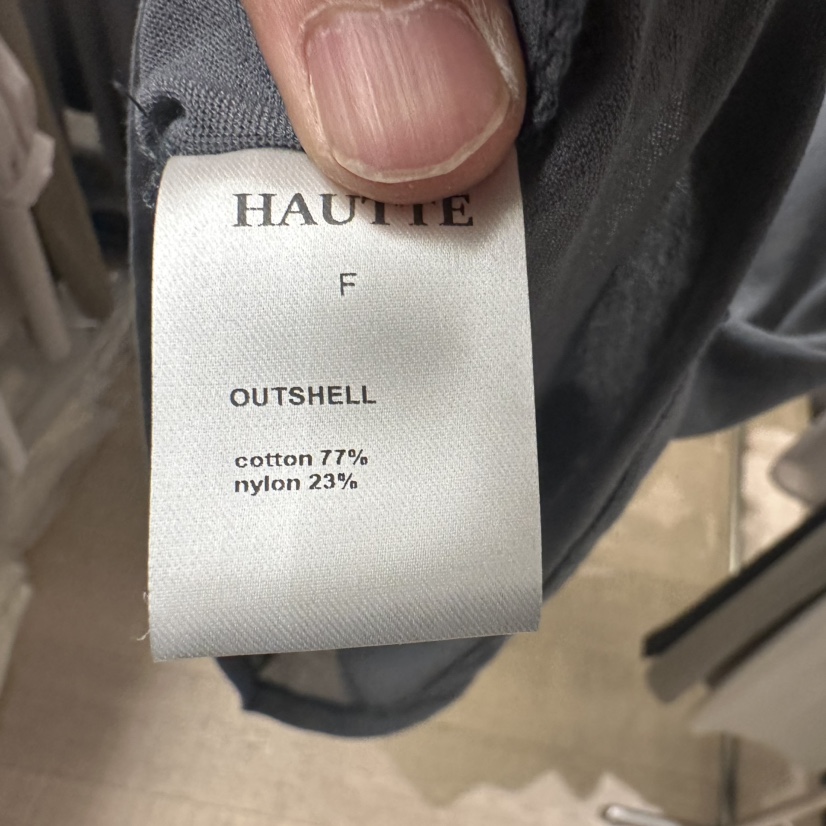 HAUTTE
F
OUTSHELL
cotton 77%
nylon 23%